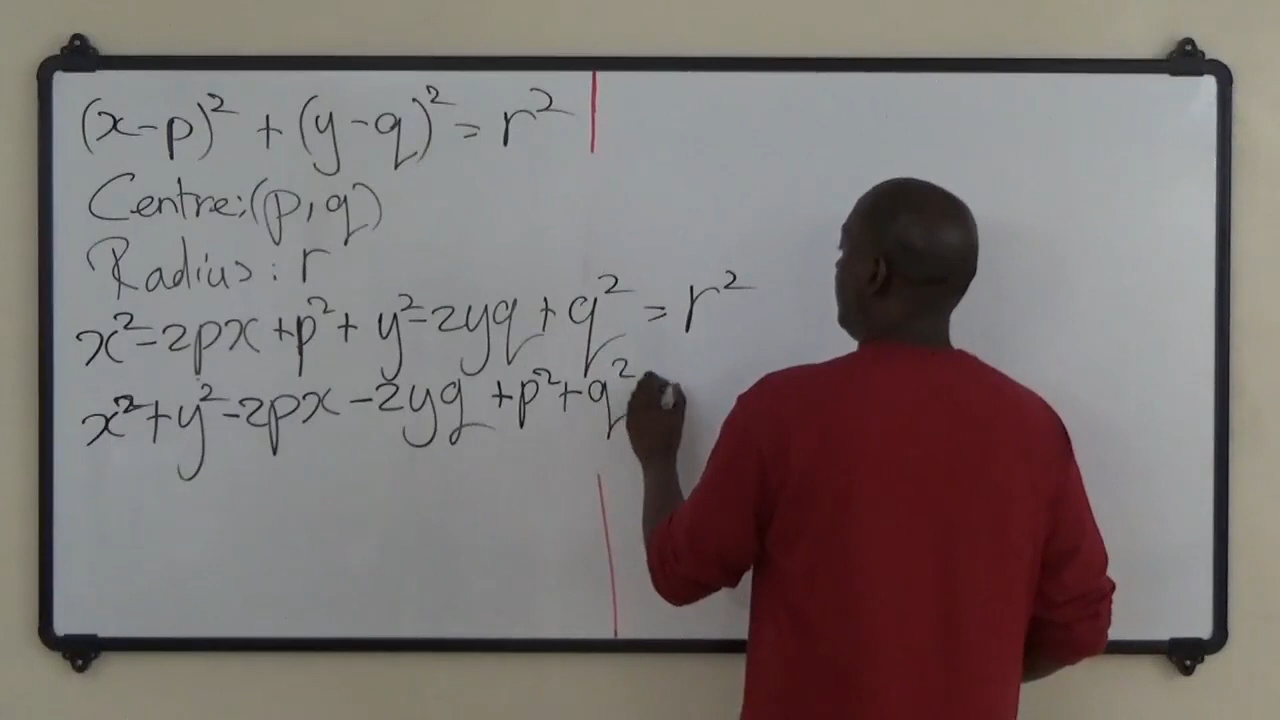 (x-p)² + (y-q)² = r²
Centre:(p,q)
Radius: r
x²-2px+p²+y²-2yq+q² = r²
x²+y²-2px-2yq+p²+q²